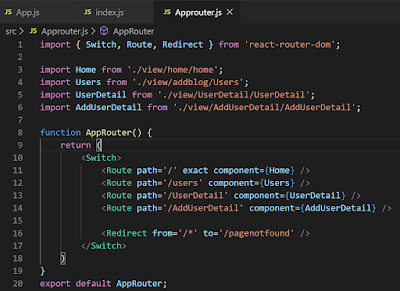 App.js
index.js
Approuter.js
src > Approuter.js > AppRouter
1 import { Switch, Route, Redirect } from 'react-router-dom';
2
3 import Home from './view/home/home';
4 import Users from './view/addblog/Users';
5 import UserDetail from './view/UserDetail/UserDetail';
6 import AddUserDetail from './view/AddUserDetail/AddUserDetail';
7
8 function AppRouter() {
9 return (
10 <Switch>
11 <Route path='/' exact component={Home} />
12 <Route path='/users' component={Users} />
13 <Route path='/UserDetail' component={UserDetail} />
14 <Route path='/AddUserDetail' component={AddUserDetail} />
15
16 <Redirect from='/*' to='/pagenotfound' />
17 </Switch>
18 )
19 }
20 export default AppRouter;